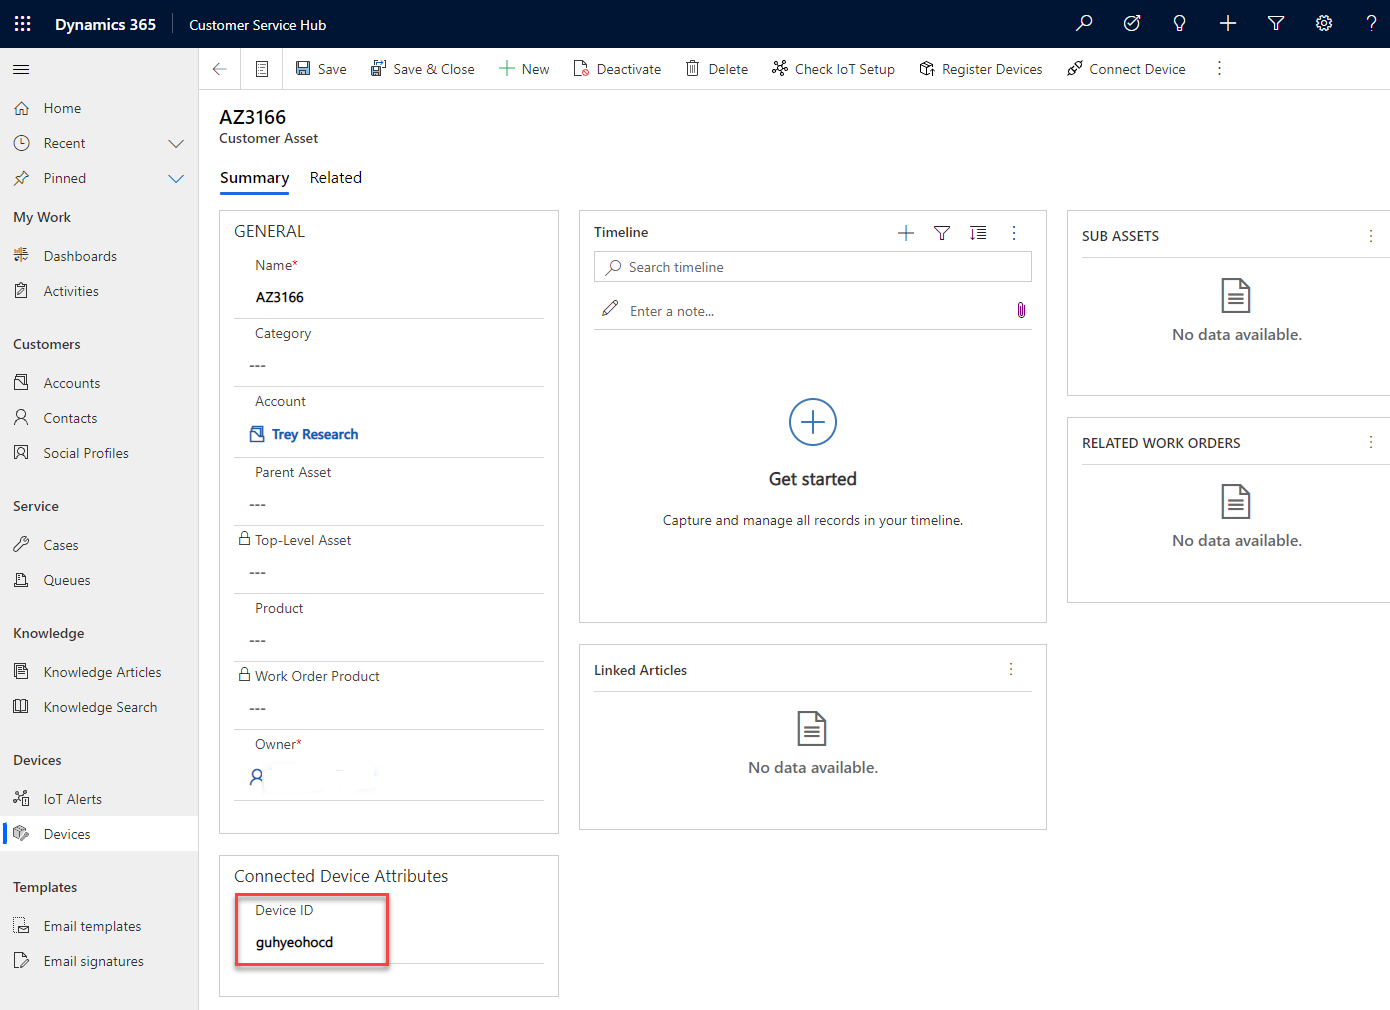 Dynamics 365
Customer Service Hub
Save
Save & Close
New
Deactivate
Delete
Check IoT Setup
Register Devices
Connect Device
Home
Recent
Pinned
My Work
Dashboards
Activities
Customers
Accounts
Contacts
Social Profiles
Service
Cases
Queues
Knowledge
Knowledge Articles
Knowledge Search
Devices
IoT Alerts
Devices
Templates
Email templates
Email signatures
AZ3166
Customer Asset
Summary
Related
GENERAL
Name*
AZ3166
Category
---
Account
Trey Research
Parent Asset
---
Top-Level Asset
---
Product
---
Work Order Product
---
Owner*
Connected Device Attributes
Device ID
guhyeohocd
Timeline
Search timeline
Enter a note...
Get started
Capture and manage all records in your timeline.
Linked Articles
No data available.
SUB ASSETS
No data available.
RELATED WORK ORDERS
No data available.